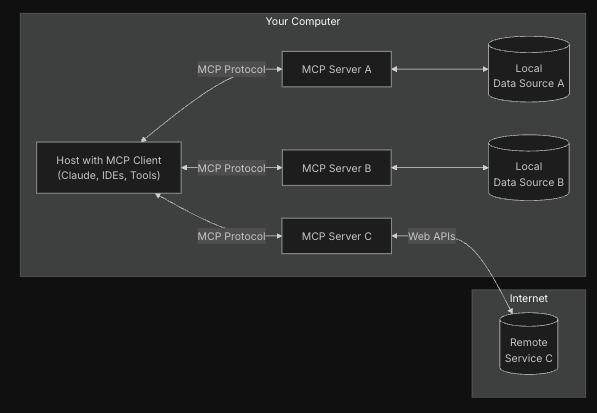 Your Computer
MCP Protocol
MCP Server A
Local
Data Source A
Host with MCP Client
(Claude, IDEs, Tools)
MCP Protocol
MCP Server B
Local
Data Source B
MCP Protocol
MCP Server C
Web APIs
Internet
Remote
Service C